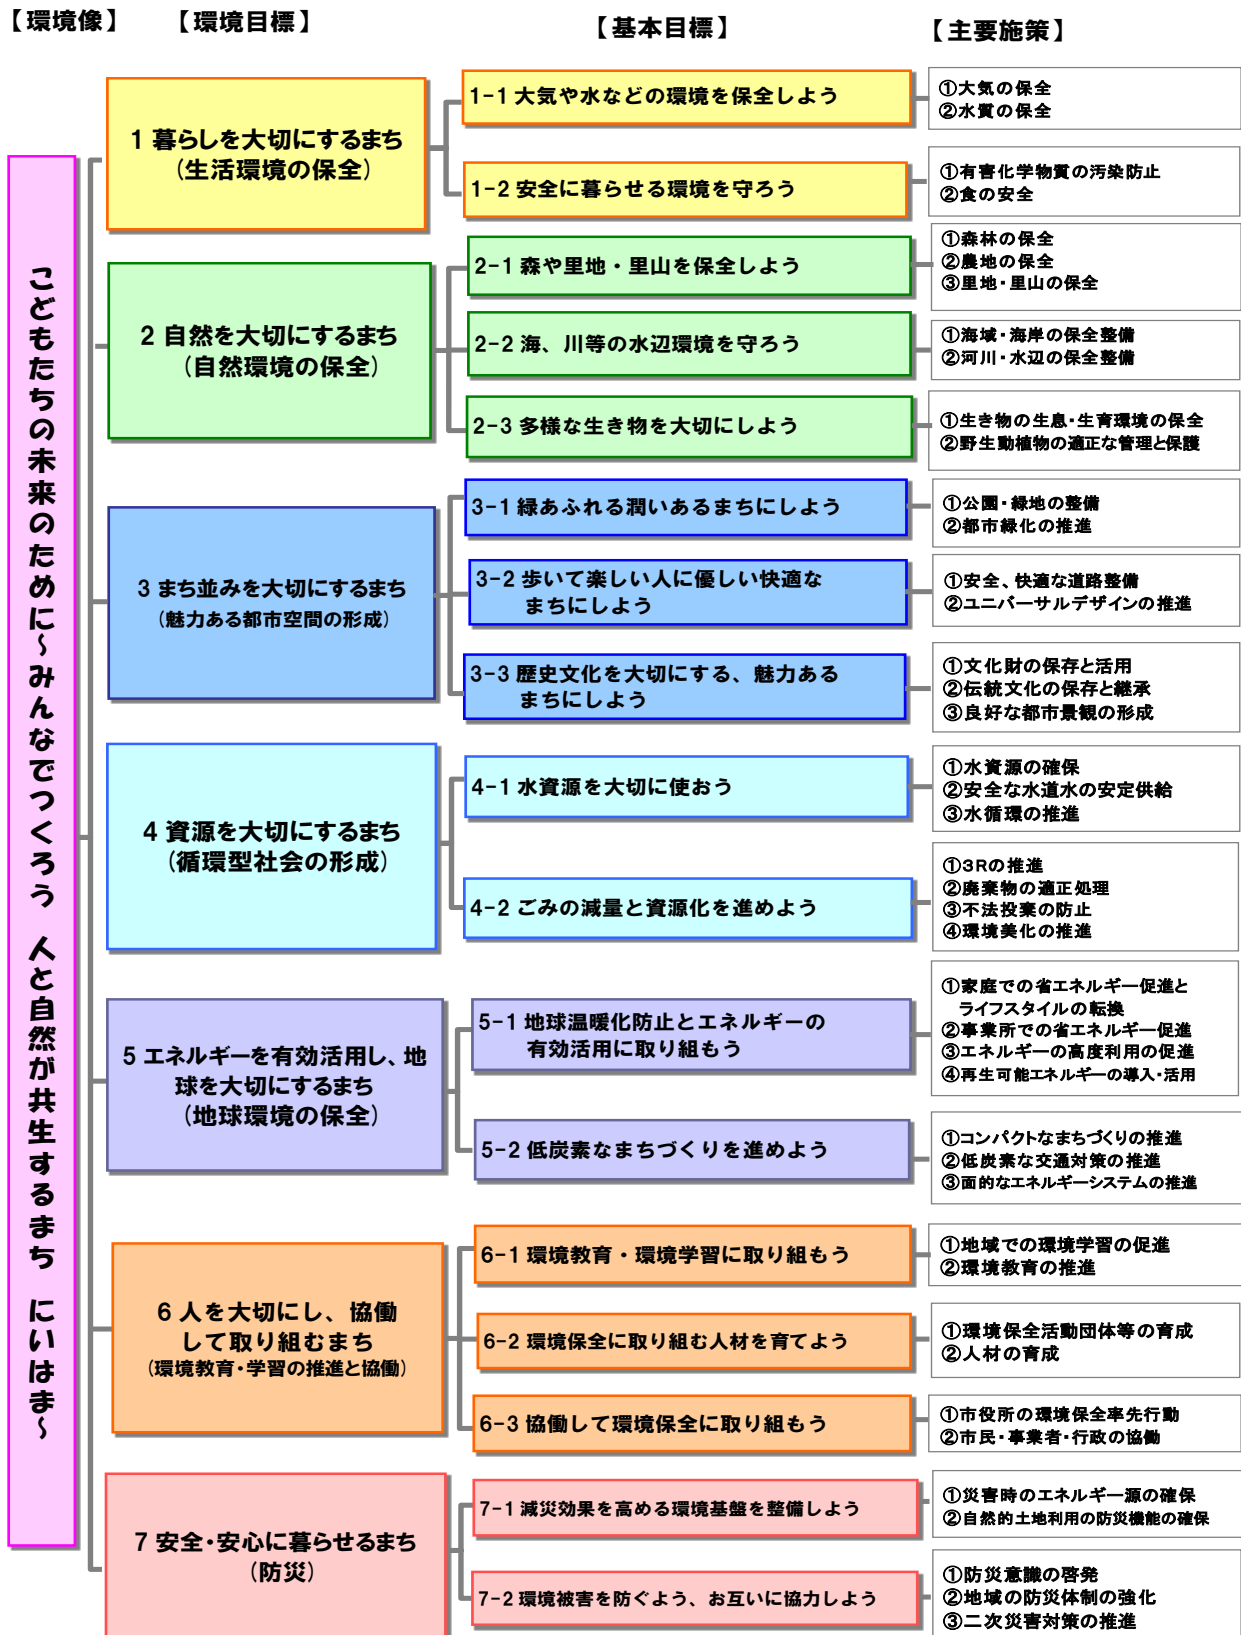 【環境像】
【環境目標】
【基本目標】
【主要施策】
こどもたちの未来のために～みんなでつくろう 人と自然が共生するまち にいはま～
1 暮らしを大切にするまち
(生活環境の保全)
1-1 大気や水などの環境を保全しよう
①大気の保全
②水質の保全
1-2 安全に暮らせる環境を守ろう
①有害化学物質の汚染防止
②食の安全
2 自然を大切にするまち
(自然環境の保全)
2-1 森や里地・里山を保全しよう
①森林の保全
②農地の保全
③里地・里山の保全
2-2 海、川等の水辺環境を守ろう
①海域・海岸の保全整備
②河川・水辺の保全整備
2-3 多様な生き物を大切にしよう
①生き物の生息・生育環境の保全
②野生動植物の適正な管理と保護
3 まち並みを大切にするまち
(魅力ある都市空間の形成)
3-1 緑あふれる潤いあるまちにしよう
①公園・緑地の整備
②都市緑化の推進
3-2 歩いて楽しい人に優しい快適な
まちにしよう
①安全、快適な道路整備
②ユニバーサルデザインの推進
3-3 歴史文化を大切にする、魅力ある
まちにしよう
①文化財の保存と活用
②伝統文化の保存と継承
③良好な都市景観の形成
4 資源を大切にするまち
(循環型社会の形成)
4-1 水資源を大切に使おう
①水資源の確保
②安全な水道水の安定供給
③水循環の推進
4-2 ごみの減量と資源化を進めよう
①3Rの推進
②廃棄物の適正処理
③不法投棄の防止
④環境美化の推進
5 エネルギーを有効活用し、地
球を大切にするまち
(地球環境の保全)
5-1 地球温暖化防止とエネルギーの
有効活用に取り組もう
①家庭での省エネルギー促進と
ライフスタイルの転換
②事業所での省エネルギー促進
③エネルギーの高度利用の促進
④再生可能エネルギーの導入・活用
5-2 低炭素なまちづくりを進めよう
①コンパクトなまちづくりの推進
②低炭素な交通対策の推進
③面的なエネルギーシステムの推進
6 人を大切にし、協働
して取り組むまち
(環境教育・学習の推進と協働)
6-1 環境教育・環境学習に取り組もう
①地域での環境学習の促進
②環境教育の推進
6-2 環境保全に取り組む人材を育てよう
①環境保全活動団体等の育成
②人材の育成
6-3 協働して環境保全に取り組もう
①市役所の環境保全率先行動
②市民・事業者・行政の協働
7 安全・安心に暮らせるまち
(防災)
7-1 減災効果を高める環境基盤を整備しよう
①災害時のエネルギー源の確保
②自然的土地利用の防災機能の確保
7-2 環境被害を防ぐよう、お互いに協力しよう
①防災意識の啓発
②地域の防災体制の強化
③二次災害対策の推進